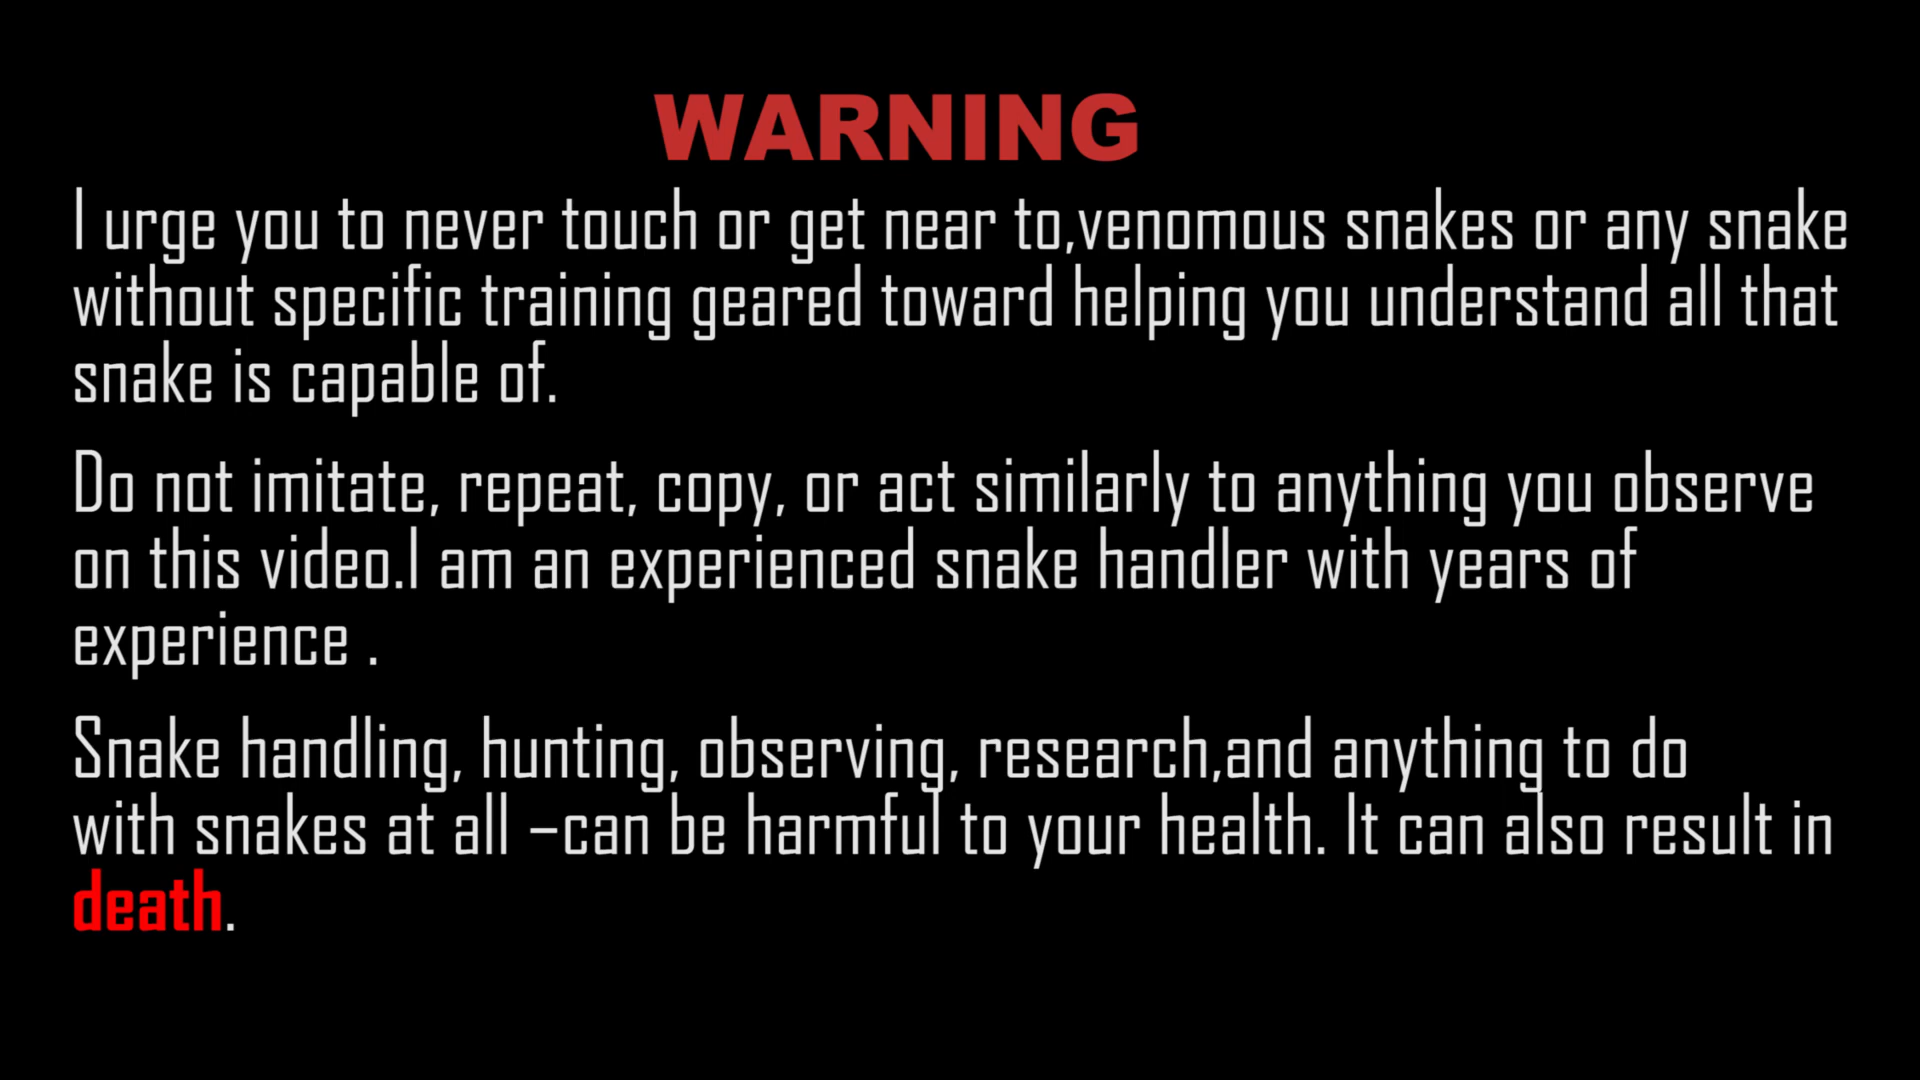 WARNING
I urge you to never touch or get near to,venomous snakes or any snake
without specific training geared toward helping you understand all that
snake is capable of.
Do not imitate, repeat, copy, or act similarly to anything you observe
on this video.I am an experienced snake handler with years of
experience .
Snake handling, hunting, observing, research,and anything to do
with snakes at all –can be harmful to your health. It can also result in
death.